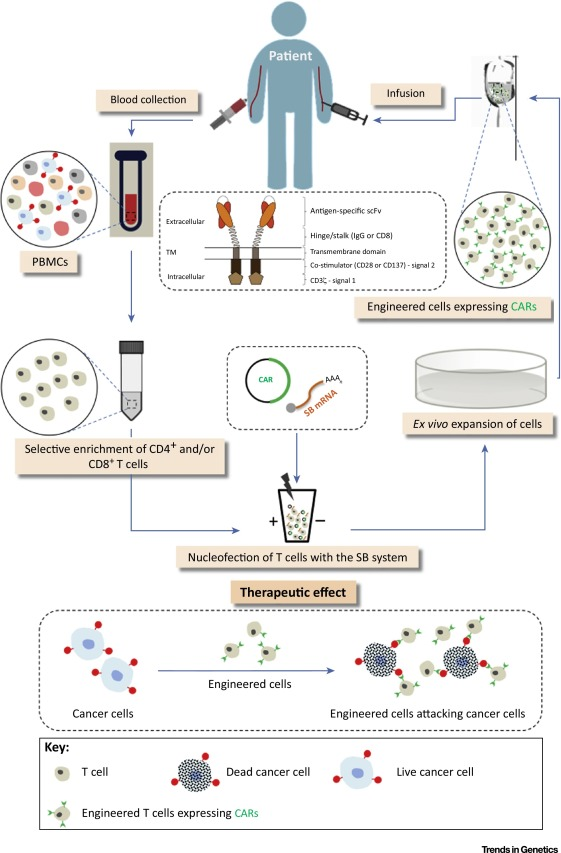 Patient
Blood collection
Infusion
PBMCs
Extracellular
TM
Intracellular
Antigen-specific scFv
Hinge/stalk (IgG or CD8)
Transmembrane domain
Co-stimulator (CD28 or CD137) - signal 2
CD3ζ - signal 1
Engineered cells expressing CARs
CAR
AAAn
SB mRNA
Selective enrichment of CD4+ and/or
CD8+ T cells
Ex vivo expansion of cells
+
−
Nucleofection of T cells with the SB system
Therapeutic effect
Engineered cells
Cancer cells
Engineered cells attacking cancer cells
Key:
T cell
Dead cancer cell
Live cancer cell
Engineered T cells expressing CARs
Trends in Genetics